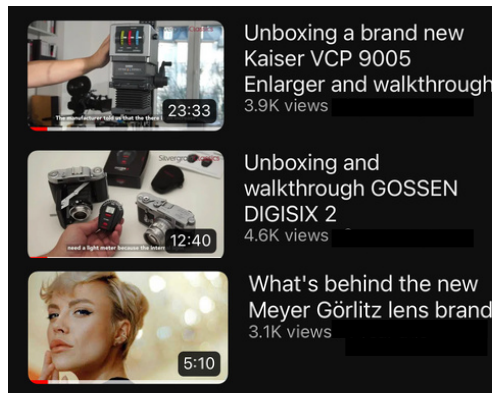 Unboxing a brand new
Kaiser VCP 9005
Enlarger and walkthrough
3.9K views
The manufacturer told us that the there i
23:33
Unboxing and
walkthrough GOSSEN
DIGISIX 2
4.6K views
need a light meter because the intern
12:40
What's behind the new
Meyer Görlitz lens brand
3.1K views
5:10